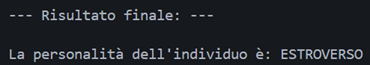 --- Risultato finale: ---
La personalità dell'individuo è: ESTROVERSO